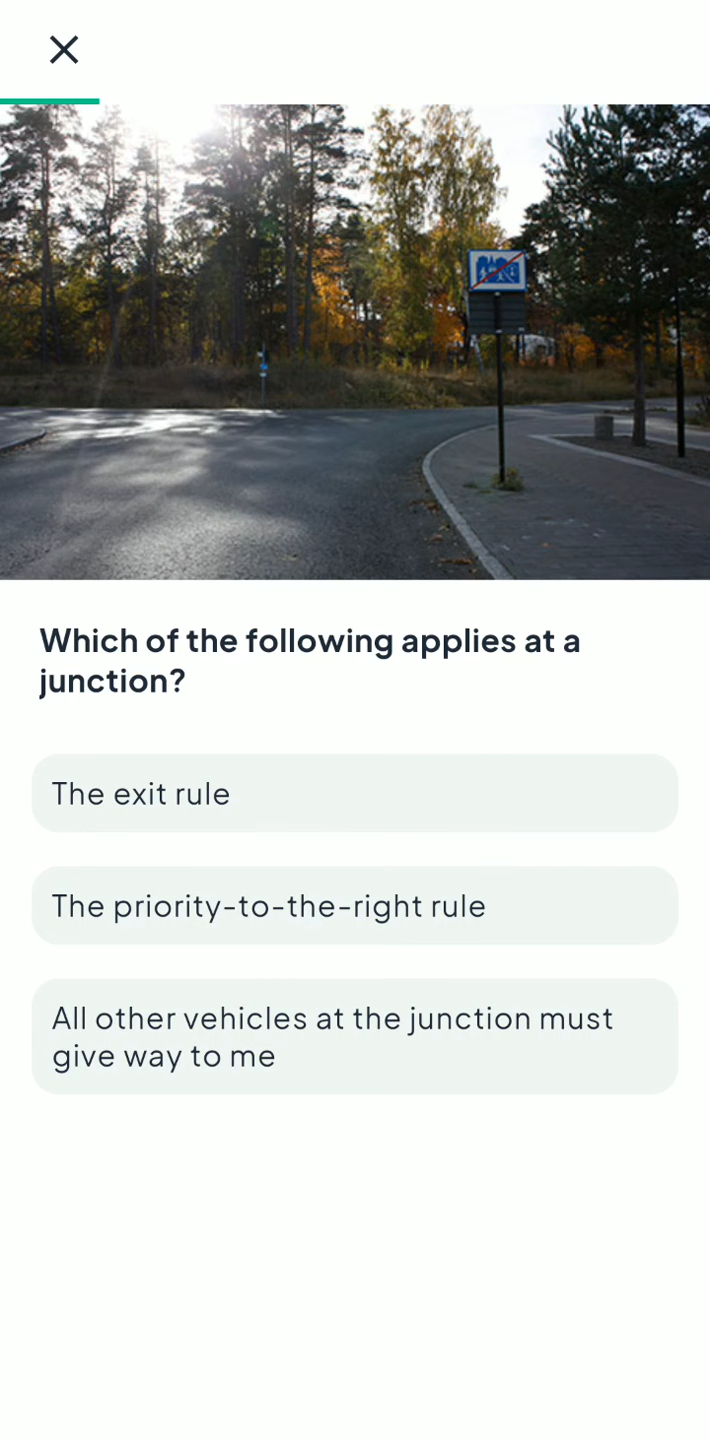 Which of the following applies at a
junction?
The exit rule
The priority-to-the-right rule
All other vehicles at the junction must
give way to me